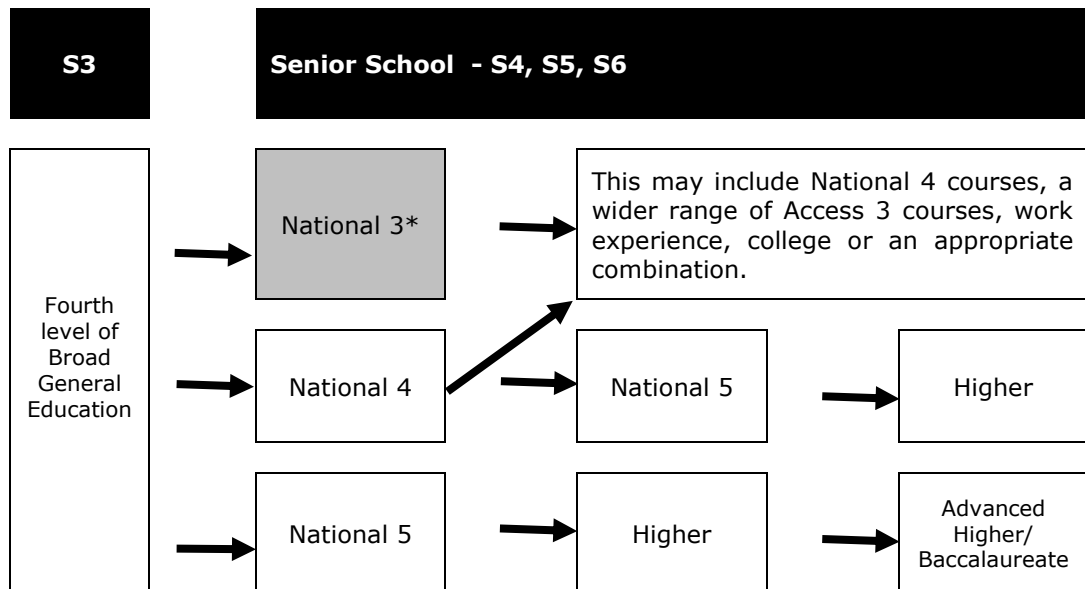 S3
Senior School - S4, S5, S6
National 3*
This may include National 4 courses, a
wider range of Access 3 courses, work
experience, college or an appropriate
combination.
Fourth
level of
Broad
General
Education
National 4
National 5
Higher
National 5
Higher
Advanced
Higher/
Baccalaureate